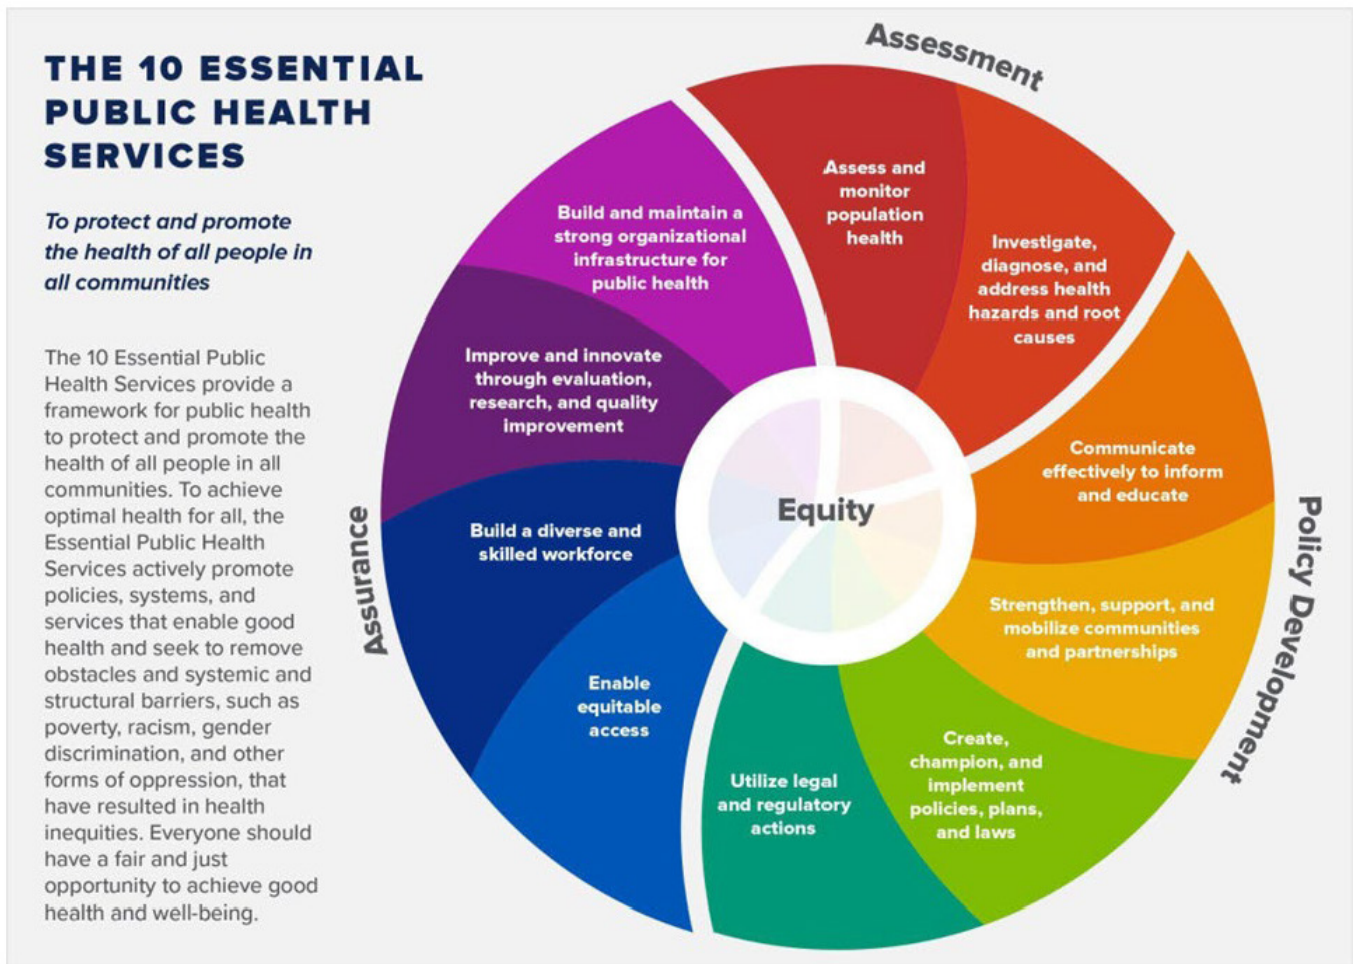 THE 10 ESSENTIAL
PUBLIC HEALTH
SERVICES
To protect and promote
the health of all people in
all communities
The 10 Essential Public
Health Services provide a
framework for public health
to protect and promote the
health of all people in all
communities. To achieve
optimal health for all, the
Essential Public Health
Services actively promote
policies, systems, and
services that enable good
health and seek to remove
obstacles and systemic and
structural barriers, such as
poverty, racism, gender
discrimination, and other
forms of oppression, that
have resulted in health
inequities. Everyone should
have a fair and just
opportunity to achieve good
health and well-being.
Assessment
Assess and
monitor
population
health
Investigate,
diagnose, and
address health
hazards and root
causes
Policy Development
Communicate
effectively to inform
and educate
Strengthen, support, and
mobilize communities
and partnerships
Create,
champion, and
implement
policies, plans,
and laws
Utilize legal
and regulatory
actions
Assurance
Enable
equitable
access
Build a diverse and
skilled workforce
Improve and innovate
through evaluation,
research, and quality
improvement
Build and maintain a
strong organizational
infrastructure for
public health
Equity